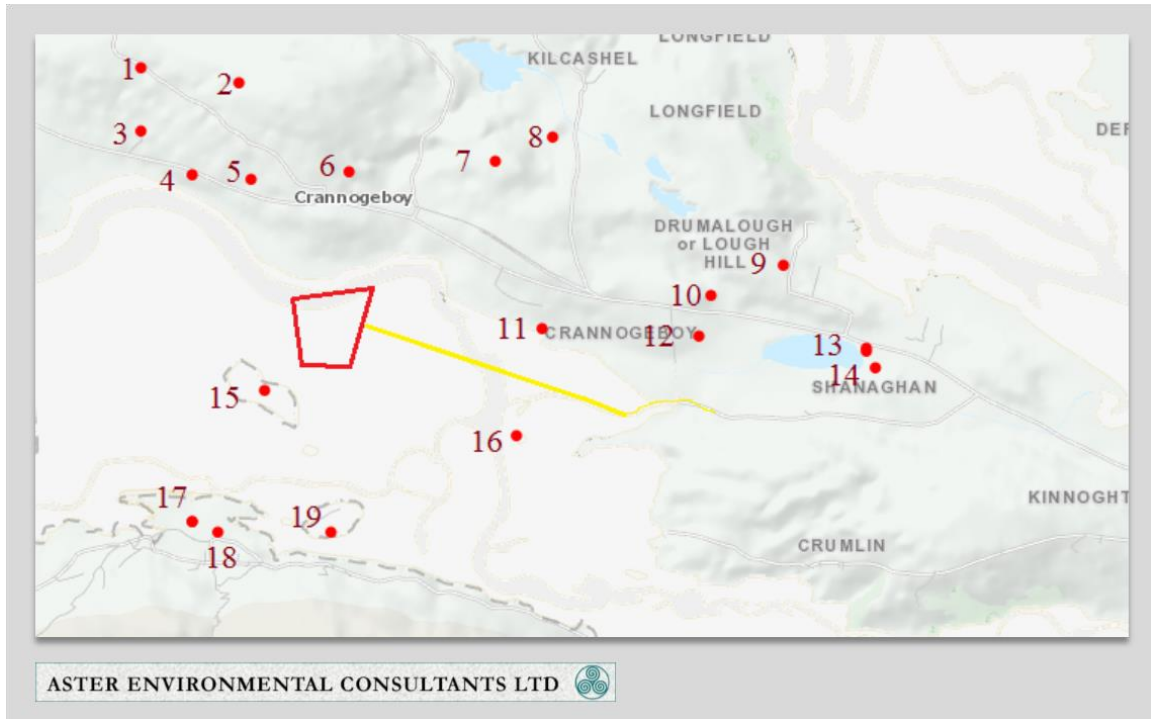 LONGFIELD
KILCASHEL
1
2
LONGFIELD
3
8
7
4
5
6
Crannogeboy
DRUMALOUGH
or LOUGH
HILL
9
10
11
CRANNOGEBOY
12
13
14
SHANAGHAN
15
16
17
18
19
KINNOGHT
CRUMLIN
ASTER ENVIRONMENTAL CONSULTANTS LTD